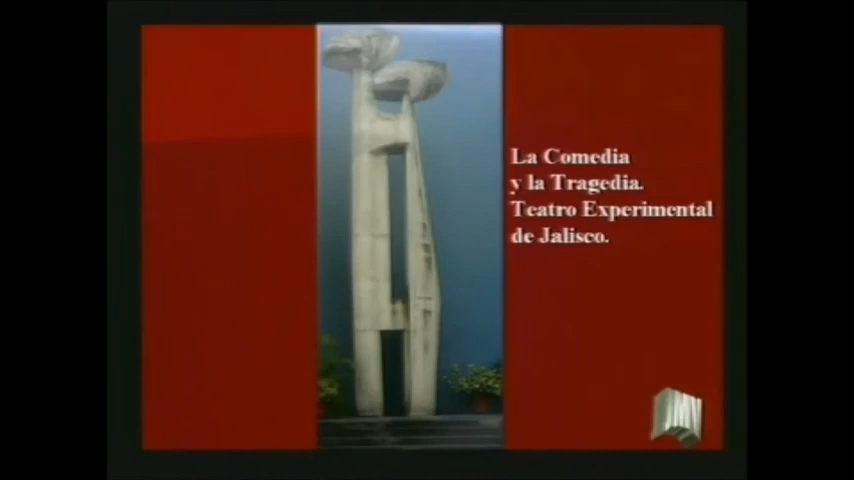 La Comedia
y la Tragedia.
Teatro Experimental
de Jalisco.